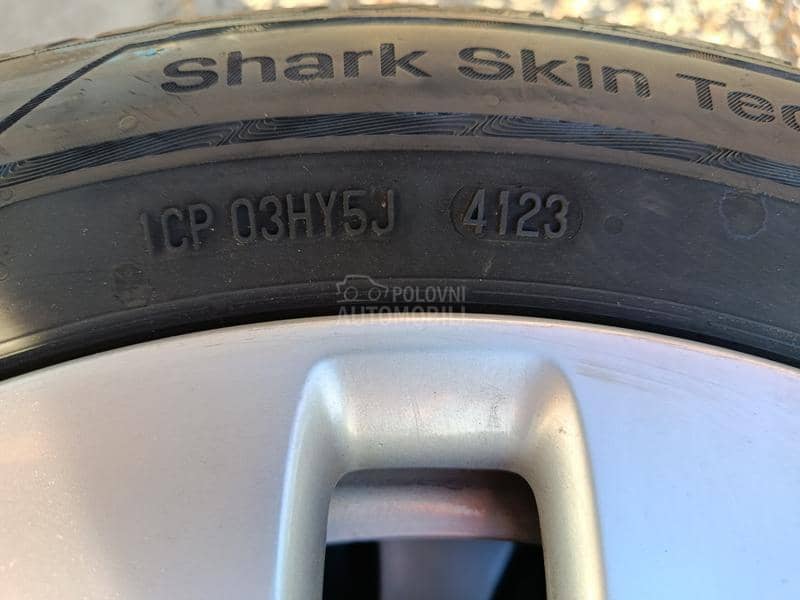 Shark Skin Tec
1CP 03HY5J 4123
POLOVNI
AUTOMOBILI